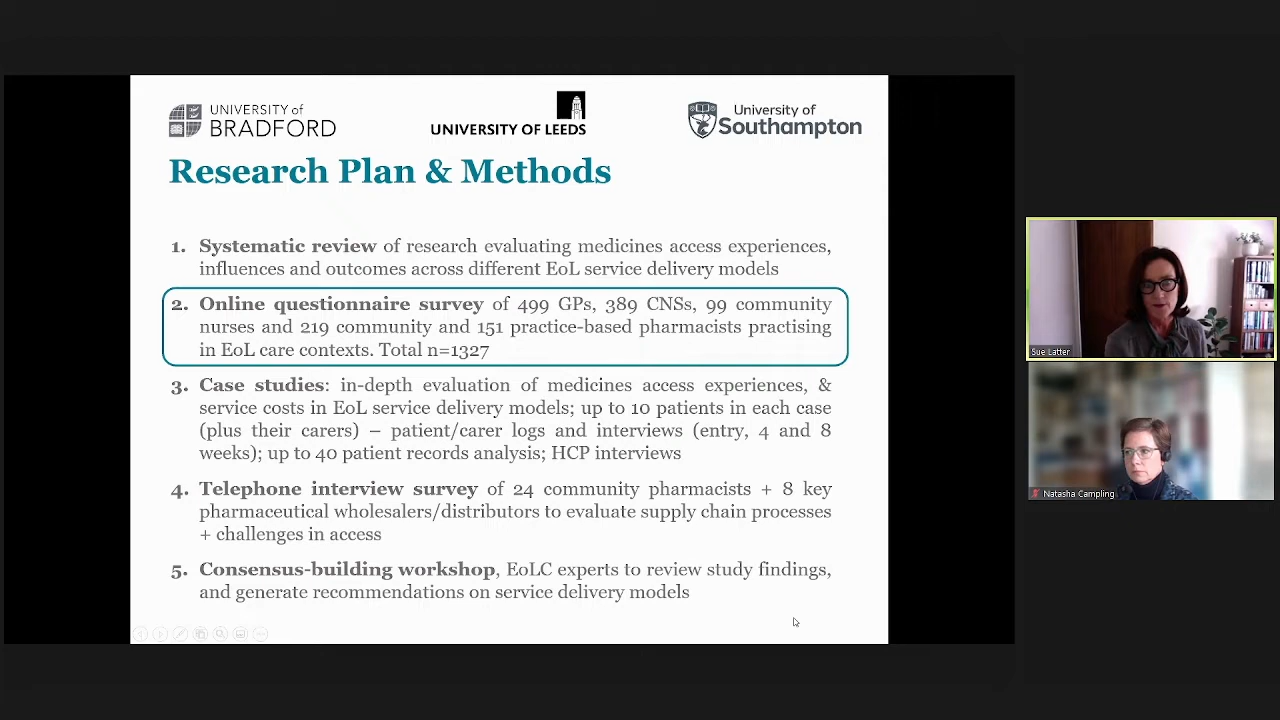 UNIVERSITY of
BRADFORD
UNIVERSITY OF LEEDS
University of
Southampton
Research Plan & Methods
1. Systematic review of research evaluating medicines access experiences,
influences and outcomes across different EoL service delivery models
2. Online questionnaire survey of 499 GPs, 389 CNSs, 99 community
nurses and 219 community and 151 practice-based pharmacists practising
in EoL care contexts. Total n=1327
3. Case studies: in-depth evaluation of medicines access experiences, &
service costs in EoL service delivery models; up to 10 patients in each case
(plus their carers) – patient/carer logs and interviews (entry, 4 and 8
weeks); up to 40 patient records analysis; HCP interviews
4. Telephone interview survey of 24 community pharmacists + 8 key
pharmaceutical wholesalers/distributors to evaluate supply chain processes
+ challenges in access
5. Consensus-building workshop, EoLC experts to review study findings,
and generate recommendations on service delivery models
Sue Latter
Natasha Campling